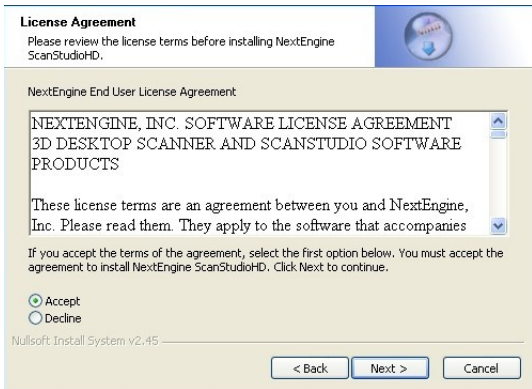 License Agreement
Please review the license terms before installing NextEngine
ScanStudioHD.
NextEngine End User License Agreement
NEXTENGINE, INC. SOFTWARE LICENSE AGREEMENT
3D DESKTOP SCANNER AND SCANSTUDIO SOFTWARE
PRODUCTS
These license terms are an agreement between you and NextEngine,
Inc. Please read them. They apply to the software that accompanies
If you accept the terms of the agreement, select the first option below. You must accept the
agreement to install NextEngine ScanStudioHD. Click Next to continue.
Accept
Decline
Nullsoft Install System v2.45
< Back Next > Cancel